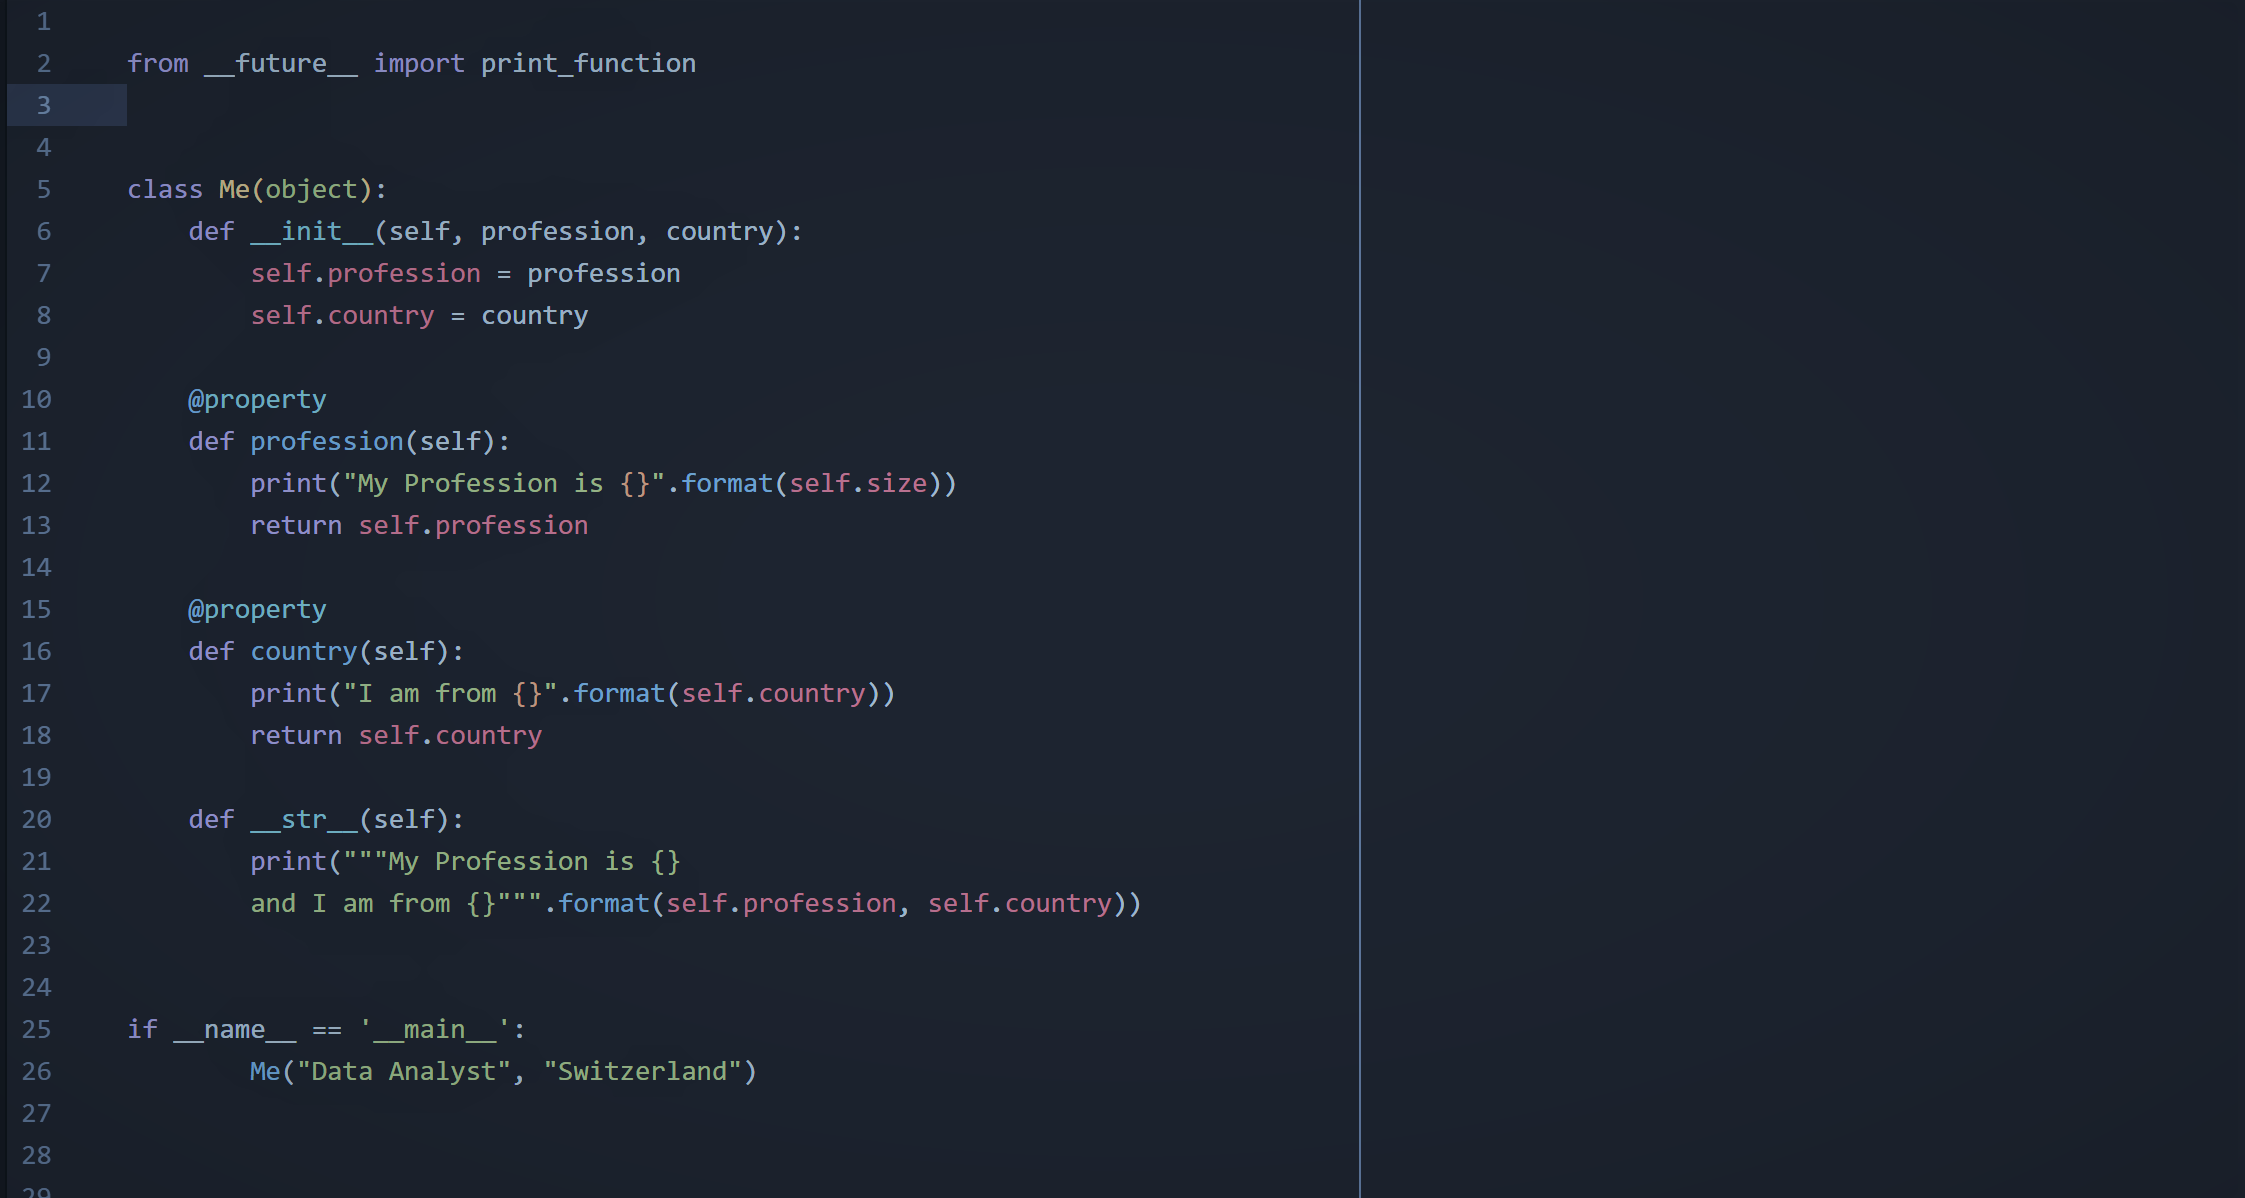 1
2 from __future__ import print_function
3
4
5 class Me(object):
6     def __init__(self, profession, country):
7         self.profession = profession
8         self.country = country
9
10     @property
11     def profession(self):
12         print("My Profession is {}".format(self.size))
13         return self.profession
14
15     @property
16     def country(self):
17         print("I am from {}".format(self.country))
18         return self.country
19
20     def __str__(self):
21         print("""My Profession is {}
22         and I am from {}""".format(self.profession, self.country))
23
24
25 if __name__ == '__main__':
26         Me("Data Analyst", "Switzerland")
27
28
29